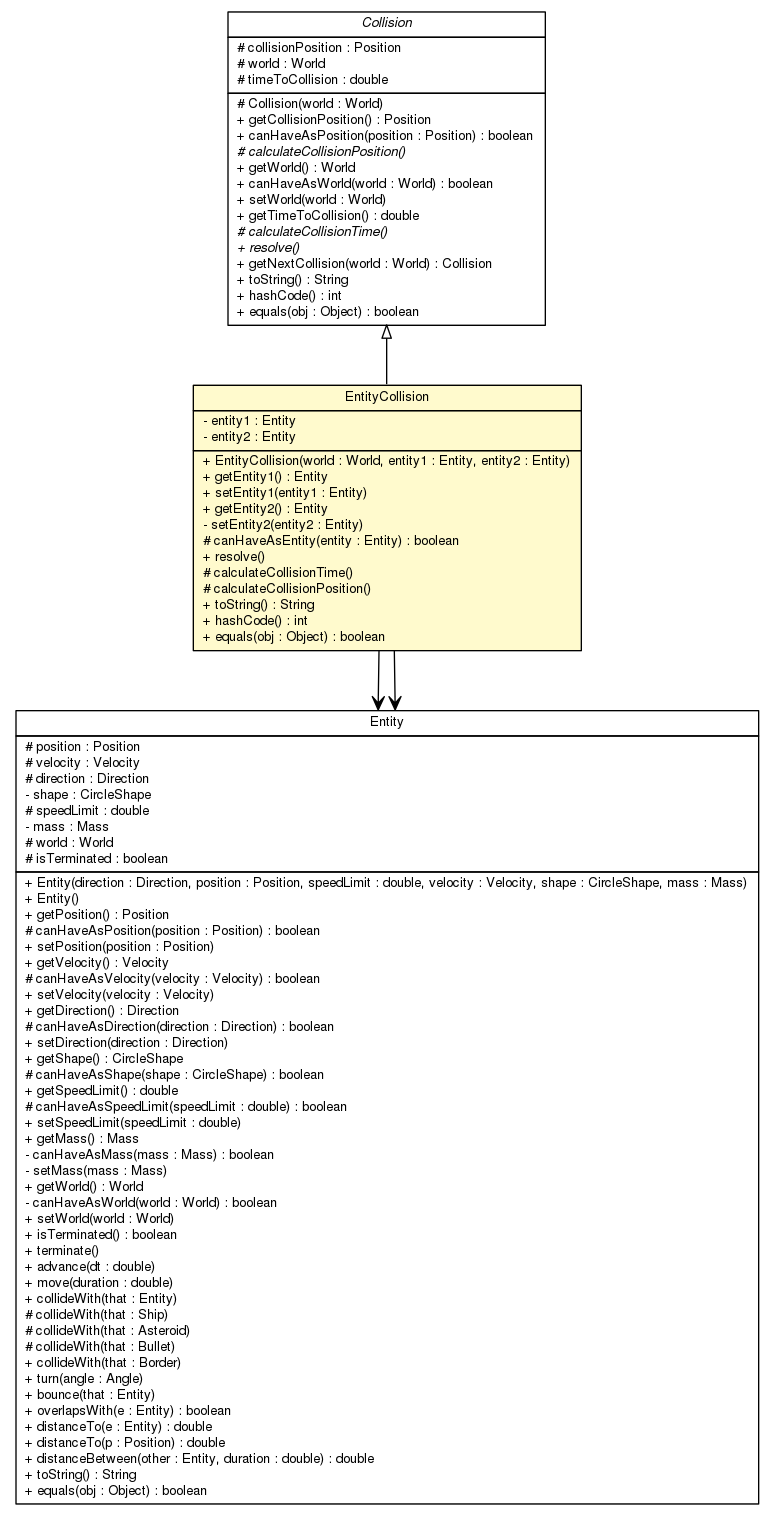 Collision
# collisionPosition : Position
# world : World
# timeToCollision : double
# Collision(world : World)
+ getCollisionPosition() : Position
+ canHaveAsPosition(position : Position) : boolean
# calculateCollisionPosition()
+ getWorld() : World
+ canHaveAsWorld(world : World) : boolean
+ setWorld(world : World)
+ getTimeToCollision() : double
# calculateCollisionTime()
+ resolve()
+ getNextCollision(world : World) : Collision
+ toString() : String
+ hashCode() : int
+ equals(obj : Object) : boolean
EntityCollision
- entity1 : Entity
- entity2 : Entity
+ EntityCollision(world : World, entity1 : Entity, entity2 : Entity)
+ getEntity1() : Entity
+ setEntity1(entity1 : Entity)
+ getEntity2() : Entity
- setEntity2(entity2 : Entity)
# canHaveAsEntity(entity : Entity) : boolean
+ resolve()
# calculateCollisionTime()
# calculateCollisionPosition()
+ toString() : String
+ hashCode() : int
+ equals(obj : Object) : boolean
Entity
# position : Position
# velocity : Velocity
# direction : Direction
- shape : CircleShape
# speedLimit : double
- mass : Mass
# world : World
# isTerminated : boolean
+ Entity(direction : Direction, position : Position, speedLimit : double, velocity : Velocity, shape : CircleShape, mass : Mass)
+ Entity()
+ getPosition() : Position
# canHaveAsPosition(position : Position) : boolean
+ setPosition(position : Position)
+ getVelocity() : Velocity
# canHaveAsVelocity(velocity : Velocity) : boolean
+ setVelocity(velocity : Velocity)
+ getDirection() : Direction
# canHaveAsDirection(direction : Direction) : boolean
+ setDirection(direction : Direction)
+ getShape() : CircleShape
# canHaveAsShape(shape : CircleShape) : boolean
+ getSpeedLimit() : double
# canHaveAsSpeedLimit(speedLimit : double) : boolean
+ setSpeedLimit(speedLimit : double)
+ getMass() : Mass
- canHaveAsMass(mass : Mass) : boolean
- setMass(mass : Mass)
+ getWorld() : World
- canHaveAsWorld(world : World) : boolean
+ setWorld(world : World)
+ isTerminated() : boolean
+ terminate()
+ advance(dt : double)
+ move(duration : double)
+ collideWith(that : Entity)
# collideWith(that : Ship)
# collideWith(that : Asteroid)
# collideWith(that : Bullet)
+ collideWith(that : Border)
+ turn(angle : Angle)
+ bounce(that : Entity)
+ overlapsWith(e : Entity) : boolean
+ distanceTo(e : Entity) : double
+ distanceTo(p : Position) : double
+ distanceBetween(other : Entity, duration : double) : double
+ toString() : String
+ equals(obj : Object) : boolean